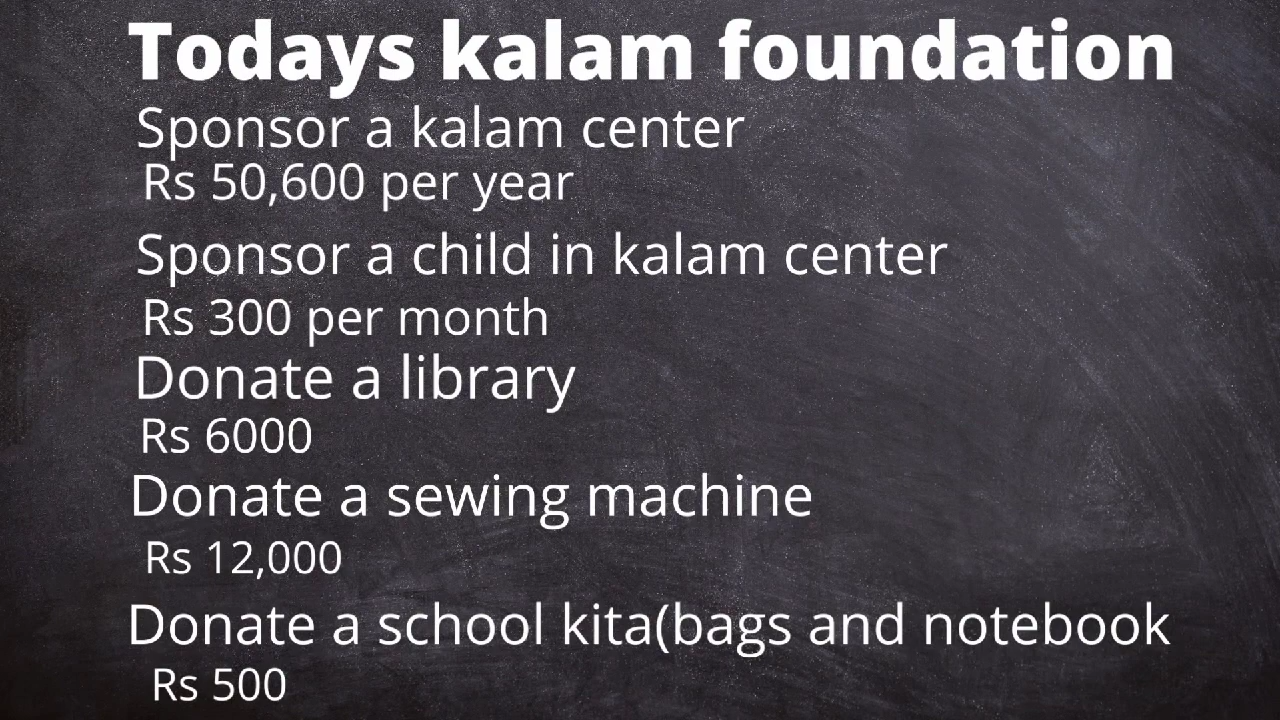 Todays kalam foundation
Sponsor a kalam center
Rs 50,600 per year
Sponsor a child in kalam center
Rs 300 per month
Donate a library
Rs 6000
Donate a sewing machine
Rs 12,000
Donate a school kita(bags and notebook
Rs 500